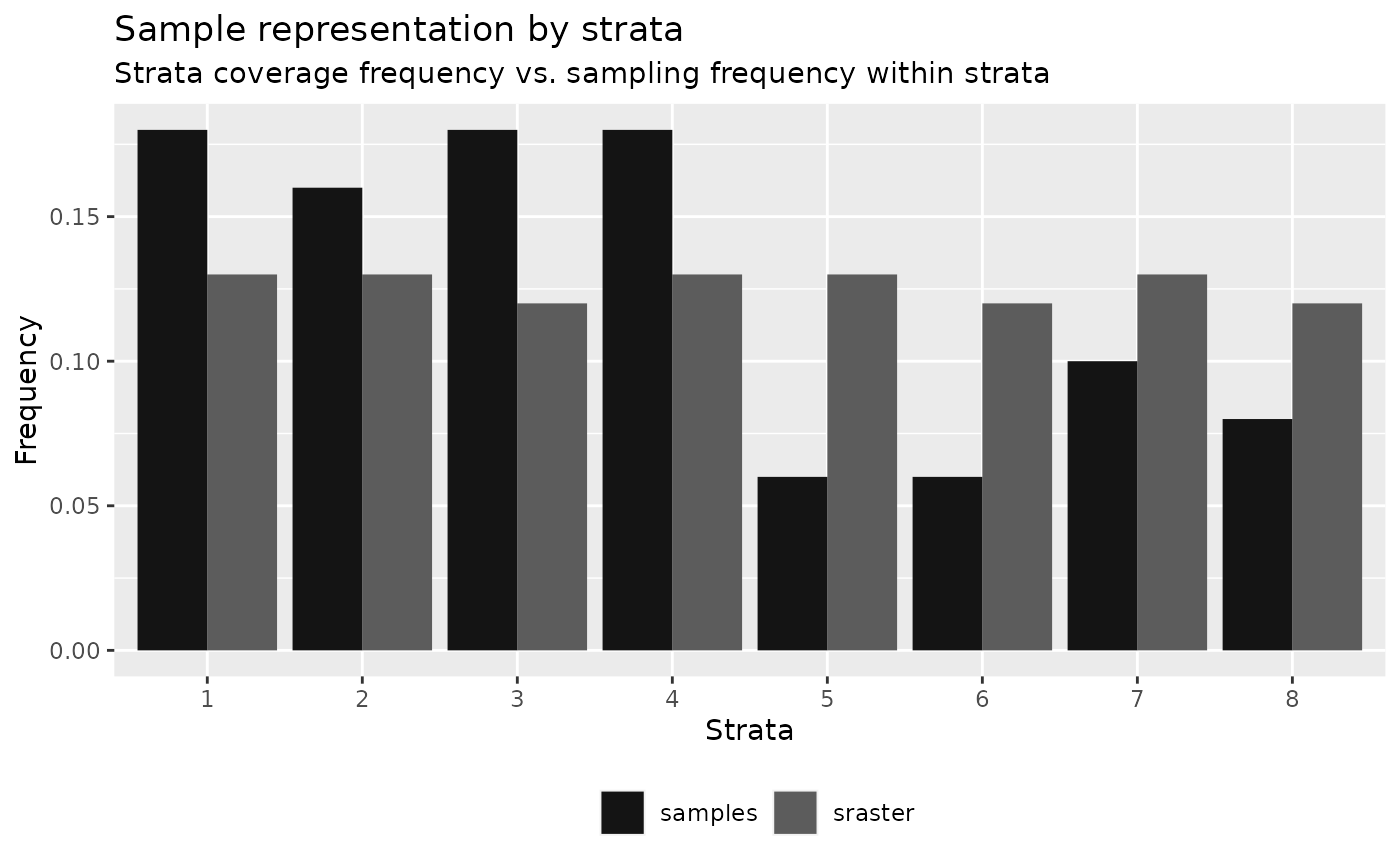 Sample representation by strata
Strata coverage frequency vs. sampling frequency within strata
Frequency
0.15
0.10
0.05
0.00
1 2 3 4 5 6 7 8
Strata
samples sraster